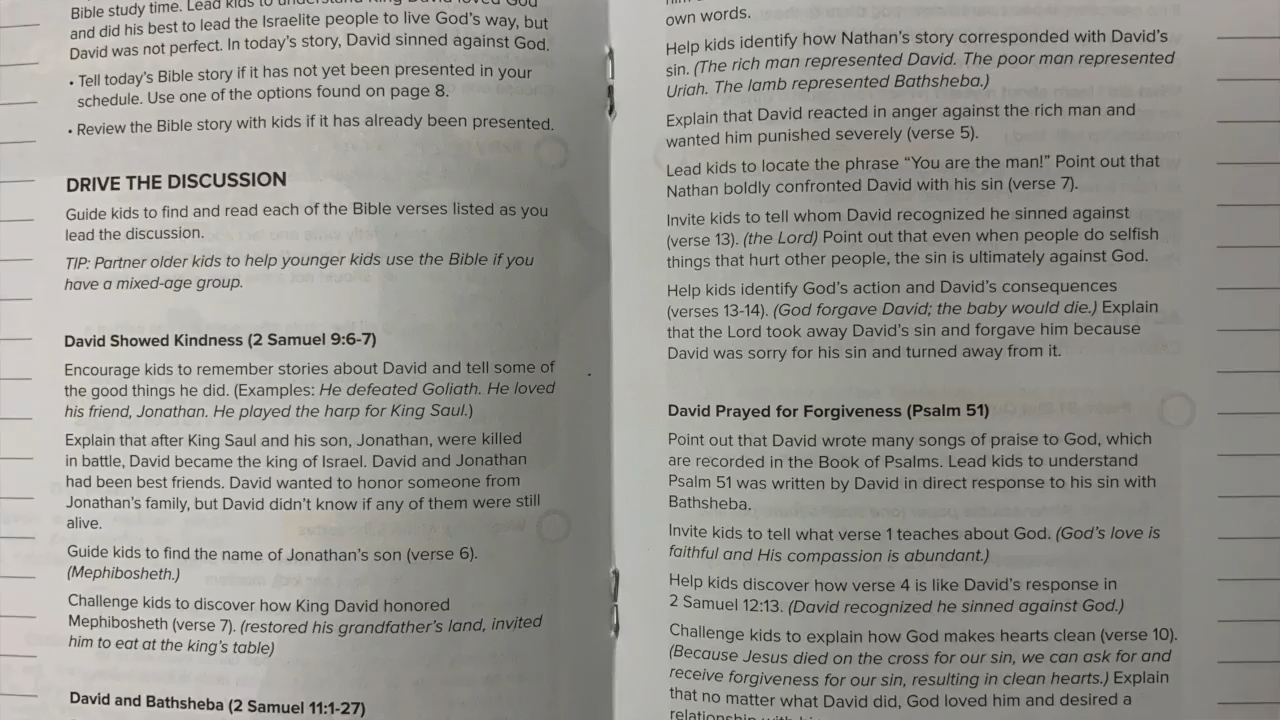 Bible study time. Lead kids to understand King David loved God
and did his best to lead the Israelite people to live God's way, but
David was not perfect. In today's story, David sinned against God.
• Tell today's Bible story if it has not yet been presented in your
schedule. Use one of the options found on page 8.
• Review the Bible story with kids if it has already been presented.
DRIVE THE DISCUSSION
Guide kids to find and read each of the Bible verses listed as you
lead the discussion.
TIP: Partner older kids to help younger kids use the Bible if you
have a mixed-age group.
David Showed Kindness (2 Samuel 9:6-7)
Encourage kids to remember stories about David and tell some of
the good things he did. (Examples: He defeated Goliath. He loved
his friend, Jonathan. He played the harp for King Saul.)
Explain that after King Saul and his son, Jonathan, were killed
in battle, David became the king of Israel. David and Jonathan
had been best friends. David wanted to honor someone from
Jonathan's family, but David didn't know if any of them were still
alive.
Guide kids to find the name of Jonathan's son (verse 6).
(Mephibosheth.)
Challenge kids to discover how King David honored
Mephibosheth (verse 7). (restored his grandfather's land, invited
him to eat at the king's table)
David and Bathsheba (2 Samuel 11:1-27)
own words.
Help kids identify how Nathan's story corresponded with David's
sin. (The rich man represented David. The poor man represented
Uriah. The lamb represented Bathsheba.)
Explain that David reacted in anger against the rich man and
wanted him punished severely (verse 5).
Lead kids to locate the phrase "You are the man!" Point out that
Nathan boldly confronted David with his sin (verse 7).
Invite kids to tell whom David recognized he sinned against
(verse 13). (the Lord) Point out that even when people do selfish
things that hurt other people, the sin is ultimately against God.
Help kids identify God's action and David's consequences
(verses 13-14). (God forgave David; the baby would die.) Explain
that the Lord took away David's sin and forgave him because
David was sorry for his sin and turned away from it.
David Prayed for Forgiveness (Psalm 51)
Point out that David wrote many songs of praise to God, which
are recorded in the Book of Psalms. Lead kids to understand
Psalm 51 was written by David in direct response to his sin with
Bathsheba.
Invite kids to tell what verse 1 teaches about God. (God's love is
faithful and His compassion is abundant.)
Help kids discover how verse 4 is like David's response in
2 Samuel 12:13. (David recognized he sinned against God.)
Challenge kids to explain how God makes hearts clean (verse 10).
(Because Jesus died on the cross for our sin, we can ask for and
receive forgiveness for our sin, resulting in clean hearts.) Explain
that no matter what David did, God loved him and desired a
relationship